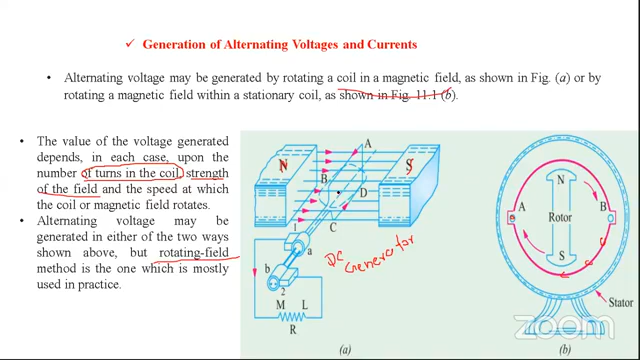 ✓ Generation of Alternating Voltages and Currents
• Alternating voltage may be generated by rotating a coil in a magnetic field, as shown in Fig. (a) or by
rotating a magnetic field within a stationary coil, as shown in Fig. 11.1 (b).
• The value of the voltage generated
depends, in each case, upon the
number of turns in the coil, strength
of the field and the speed at which
the coil or magnetic field rotates.
• Alternating voltage may be
generated in either of the two ways
shown above, but rotating-field
method is the one which is mostly
used in practice.
N
S
A
B
D
C
1
a
b
2
M L
R
DC
Generator
(a)
N
A
B
Rotor
S
Stator
(b)
FACE Live